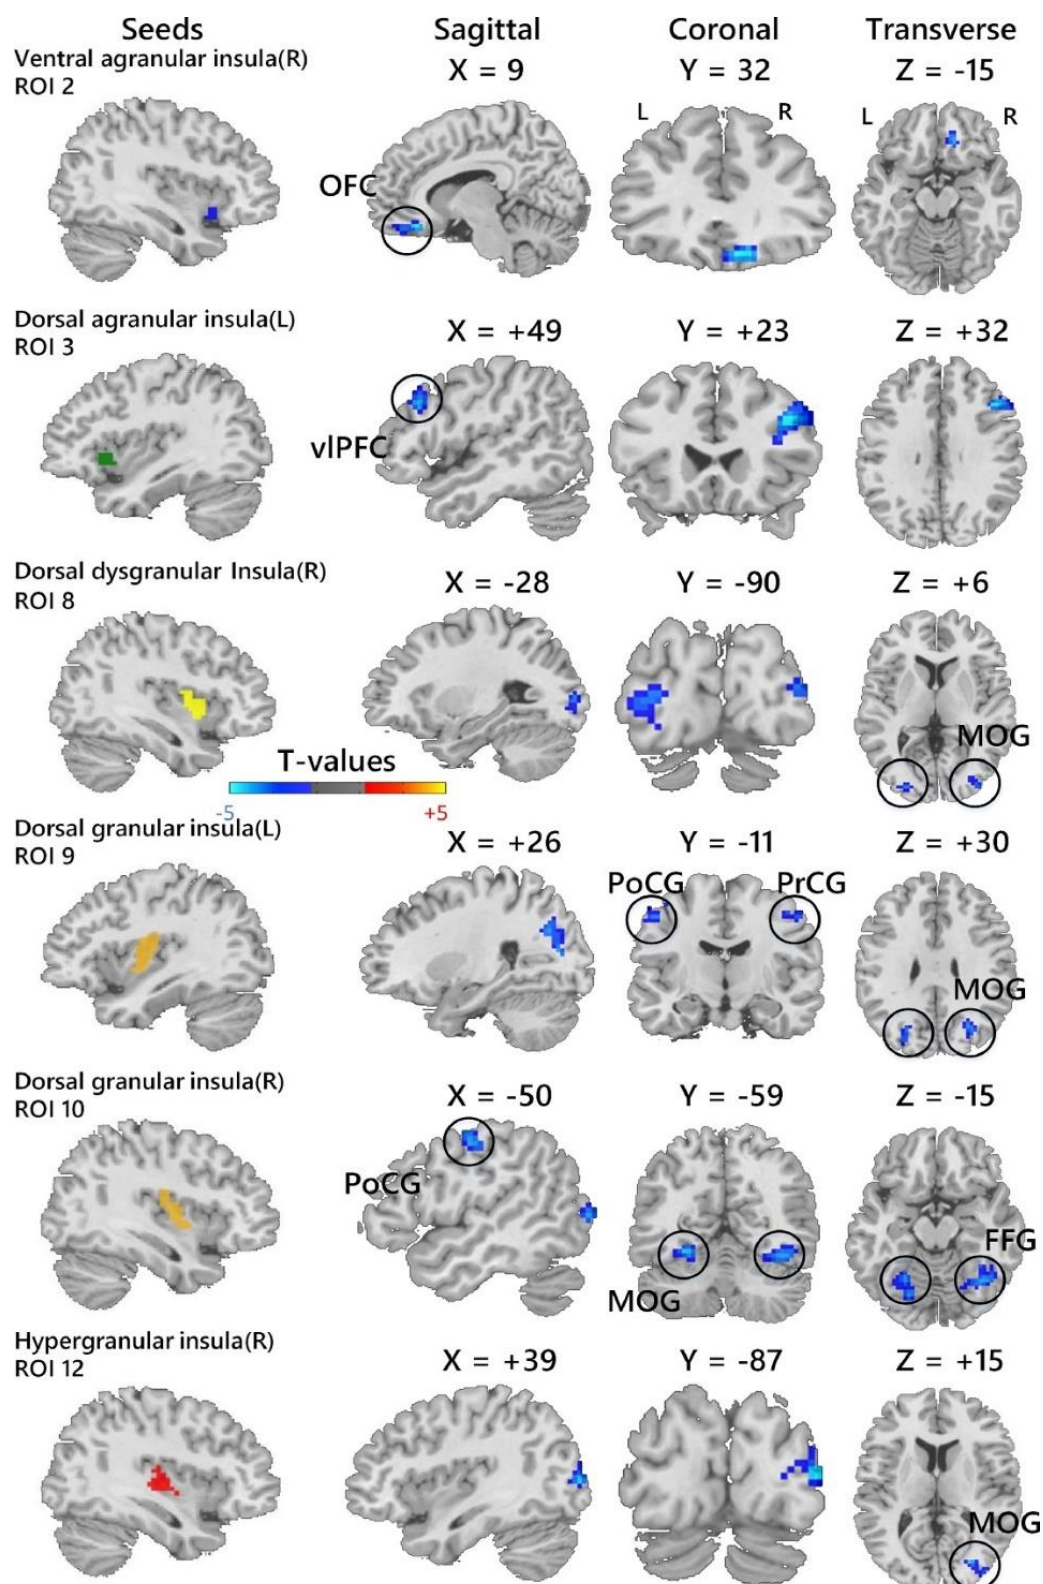 Seeds Sagittal Coronal Transverse
Ventral agranular insula(R)
ROI 2
X = 9 Y = 32 Z = -15
L R L R
OFC
Dorsal agranular insula(L)
ROI 3
X = +49 Y = +23 Z = +32
vlPFC
Dorsal dysgranular Insula(R)
ROI 8
X = -28 Y = -90 Z = +6
MOG
T-values
-5 +5
Dorsal granular insula(L)
ROI 9
X = +26 Y = -11 Z = +30
PoCG PrCG
MOG
Dorsal granular insula(R)
ROI 10
X = -50 Y = -59 Z = -15
PoCG
FFG
MOG
Hypergranular insula(R)
ROI 12
X = +39 Y = -87 Z = +15
MOG